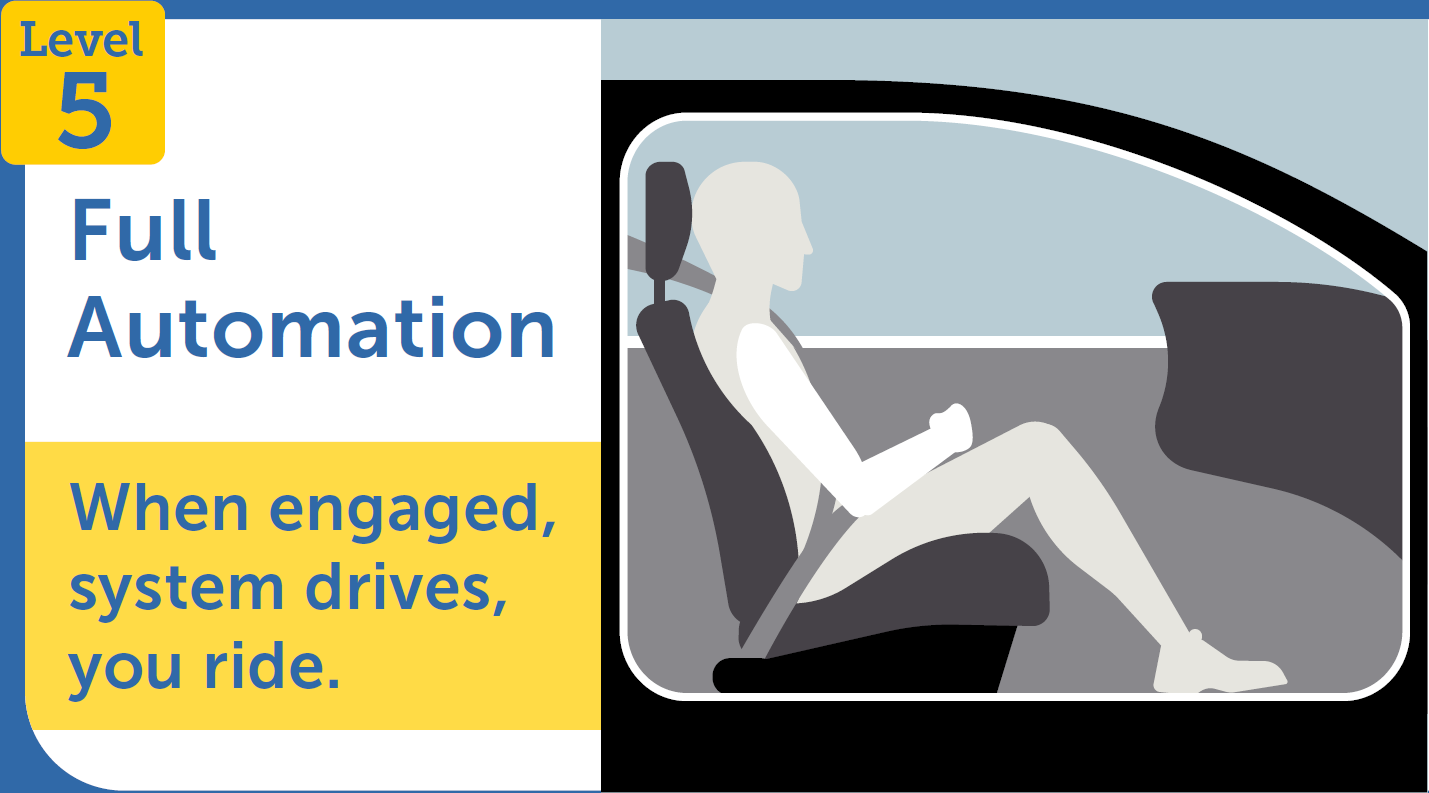 Level
5
Full
Automation
When engaged,
system drives,
you ride.